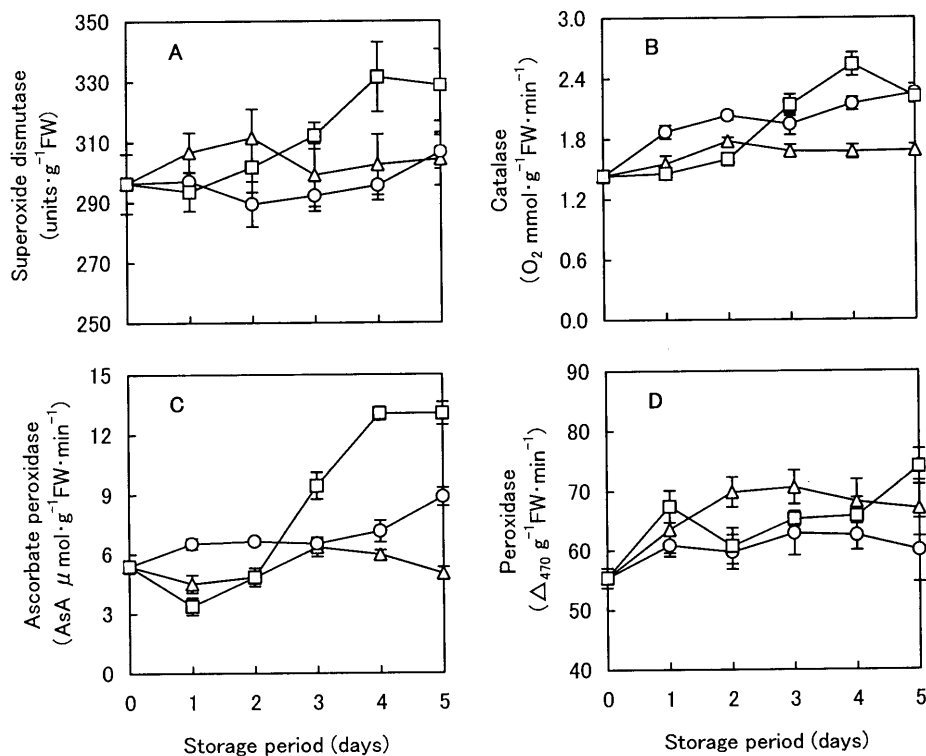 A
Superoxide dismutase
(units·g⁻¹FW)
350
330
310
290
270
250
B
Catalase
(O₂ mmol·g⁻¹FW·min⁻¹)
3.0
2.4
1.8
1.2
0.6
0.0
C
Ascorbate peroxidase
(AsA μ mol·g⁻¹FW·min⁻¹)
15
12
9
6
3
0
0 1 2 3 4 5
Storage period (days)
D
Peroxidase
(△₄₇₀ g⁻¹FW·min⁻¹)
90
80
70
60
50
40
0 1 2 3 4 5
Storage period (days)